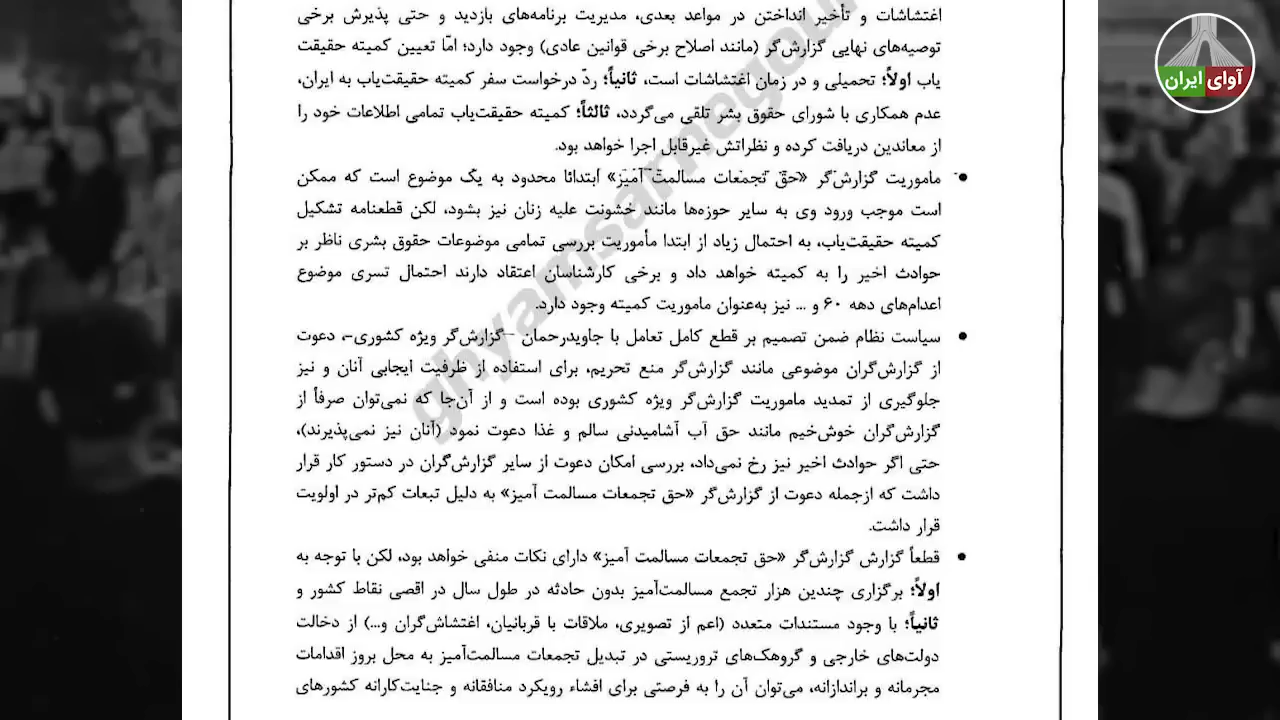 آوای ایران
اغتشاشات و تأخیر انداختن در مواعد بعدی، مدیریت برنامه‌های بازدید و حتی پذیرش برخی
توصیه‌های نهایی گزارش‌گر (مانند اصلاح برخی قوانین عادی) وجود دارد؛ امّا تعیین کمیته حقیقت
یاب اولاً؛ تحمیلی و در زمان اغتشاشات است، ثانیاً؛ ردّ درخواست سفر کمیته حقیقت‌یاب به ایران،
عدم همکاری با شورای حقوق بشر تلقی می‌گردد، ثالثاً؛ کمیته حقیقت‌یاب تمامی اطلاعات خود را
از معاندین دریافت کرده و نظراتش غیرقابل اجرا خواهد بود.
• ماموریت گزارش‌گر «حق تجمعات مسالمت آمیز» ابتدائا محدود به یک موضوع است که ممکن
است موجب ورود وی به سایر حوزه‌ها مانند خشونت علیه زنان نیز بشود، لکن قطعنامه تشکیل
کمیته حقیقت‌یاب، به احتمال زیاد از ابتدا مأموریت بررسی تمامی موضوعات حقوق بشری ناظر بر
حوادث اخیر را به کمیته خواهد داد و برخی کارشناسان اعتقاد دارند احتمال تسری موضوع
اعدام‌های دهه ۶۰ و ... نیز به‌عنوان ماموریت کمیته وجود دارد.
• سیاست نظام ضمن تصمیم بر قطع کامل تعامل با جاویدرحمان –گزارش‌گر ویژه کشوری-، دعوت
از گزارش‌گران موضوعی مانند گزارش‌گر منع تحریم، برای استفاده از ظرفیت ایجابی آنان و نیز
جلوگیری از تمدید ماموریت گزارش‌گر ویژه کشوری بوده است و از آن‌جا که نمی‌توان صرفاً از
گزارش‌گران خوش‌خیم مانند حق آب آشامیدنی سالم و غذا دعوت نمود (آنان نیز نمی‌پذیرند)،
حتی اگر حوادث اخیر نیز رخ نمی‌داد، بررسی امکان دعوت از سایر گزارش‌گران در دستور کار قرار
داشت که ازجمله دعوت از گزارش‌گر «حق تجمعات مسالمت آمیز» به دلیل تبعات کم‌تر در اولویت
قرار داشت.
• قطعاً گزارش گزارش‌گر «حق تجمعات مسالمت آمیز» دارای نکات منفی خواهد بود، لکن با توجه به
اولاً؛ برگزاری چندین هزار تجمع مسالمت‌آمیز بدون حادثه در طول سال در اقصی نقاط کشور و
ثانیاً؛ با وجود مستندات متعدد (اعم از تصویری، ملاقات با قربانیان، اغتشاش‌گران و...) از دخالت
دولت‌های خارجی و گروهک‌های تروریستی در تبدیل تجمعات مسالمت‌آمیز به محل بروز اقدامات
مجرمانه و براندازانه، می‌توان آن را به فرصتی برای افشاء رویکرد منافقانه و جنایت‌کارانه کشورهای